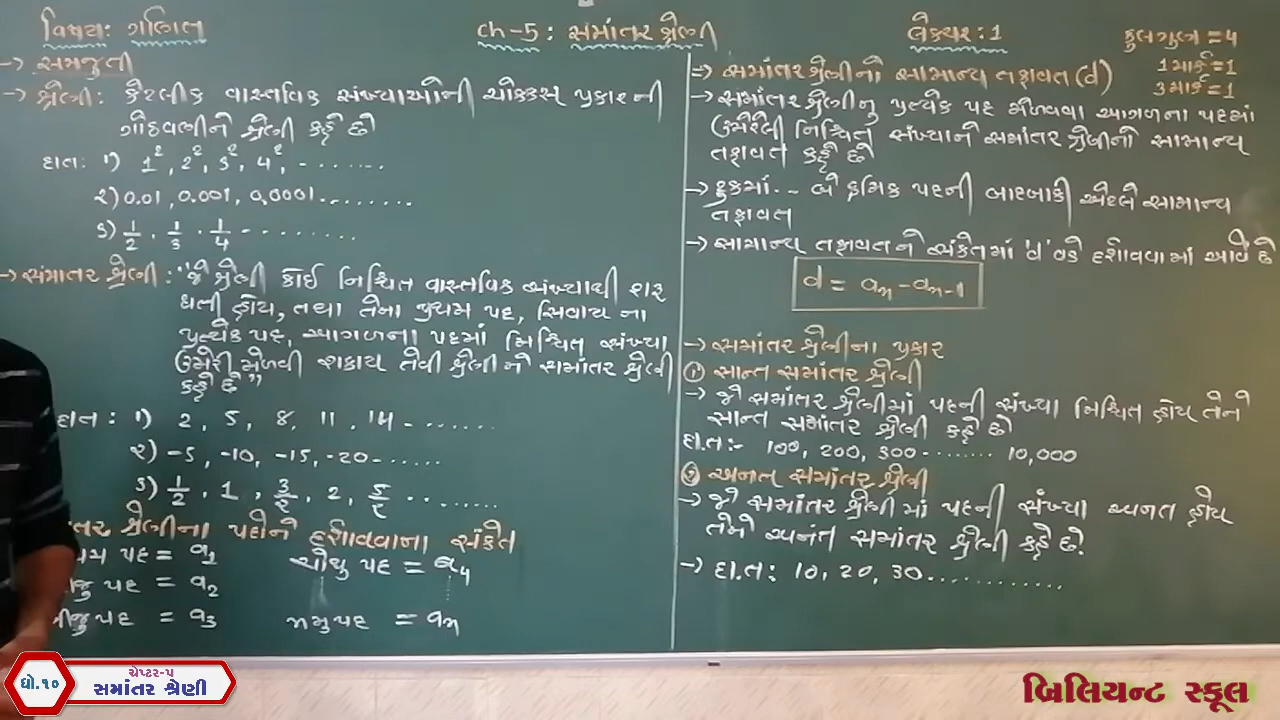 વિષય: ગણિત
ch-5: સમાંતર શ્રેણી
લેક્ચર: 1
કુલગુણ = 4
1 માર્ક = 1
3 માર્ક = 1
→ સમજુતી
→ શ્રેણી: કેટલીક વાસ્તવિક સંખ્યાઓની ચોક્કસ પ્રકારની
ગોઠવણીને શ્રેણી કહે છે
દા.ત: 1) 1², 2², 3², 4², - . . . . . . .
૨) 0.01, 0.001, 0.0001. . . . . . . .
3) 1/2, 1/3, 1/4 - . . . . . . . .
→ સંમાતર શ્રેણી: "જે શ્રેણી કોઈ નિશ્ચિત વાસ્તવિક સંખ્યાથી શરૂ
થતી હોય, તથા તેના પ્રથમ પદ, સિવાય ના
પ્રત્યેક પદ, આગળના પદમાં નિશ્ચિત સંખ્યા
ઉમેરી મેળવી શકાય તેવી શ્રેણી ને સમાંતર શ્રેણી
કહે છે"
દા.ત: 1) 2, 5, 8, 11, 14 - . . . . . .
૨) -5, -10, -15, -20 - . . . . .
3) 1/2, 1, 3/2, 2, 5/2 . . . . . . .
તર શ્રેણીના પદોને દર્શાવવાના સંકેત
મ પદ = a₁
જુ પદ = a₂
ચોથુ પદ = a₄
ીજુ પદ = a₃
નમુપદ = aₙ
⇒ સમાંતર શ્રેણીનો સામાન્ય તફાવત (d)
→ સમાંતર શ્રેણીનુ પ્રત્યેક પદ મેળવવા આગળના પદમાં
ઉમેરેલી નિશ્ચિત સંખ્યાને સમાંતર શ્રેણીનો સામાન્ય
તફાવત કહે છે
→ ટુકમાં.. બે ક્રમિક પદની બાદબાકી એટલે સામાન્ય
તફાવત
→ સામાન્ય તફાવતને સંકેતમાં 'd' વડે દર્શાવવામાં આવે છે
d = aₙ - aₙ₋₁
→ સમાંતર શ્રેણીના પ્રકાર
① સાન્ત સમાંતર શ્રેણી
→ જો સમાંતર શ્રેણીમાં પદની સંખ્યા નિશ્ચિત હોય તેને
સાન્ત સમાંતર શ્રેણી કહે છે
દા.ત:- 100, 200, 300 - . . . . . . . 10,000
② અનંત સમાંતર શ્રેણી
→ જો સમાંતર શ્રેણી માં પદની સંખ્યા અનંત હોય
તેને અનંત સમાંતર શ્રેણી કહે છે.
→ દા.ત: 10, 20, 30 . . . . . . . . . . . .
ધો.૧૦
ચેપ્ટર-૫
સમાંતર શ્રેણી
બ્રિલિયન્ટ સ્કૂલ